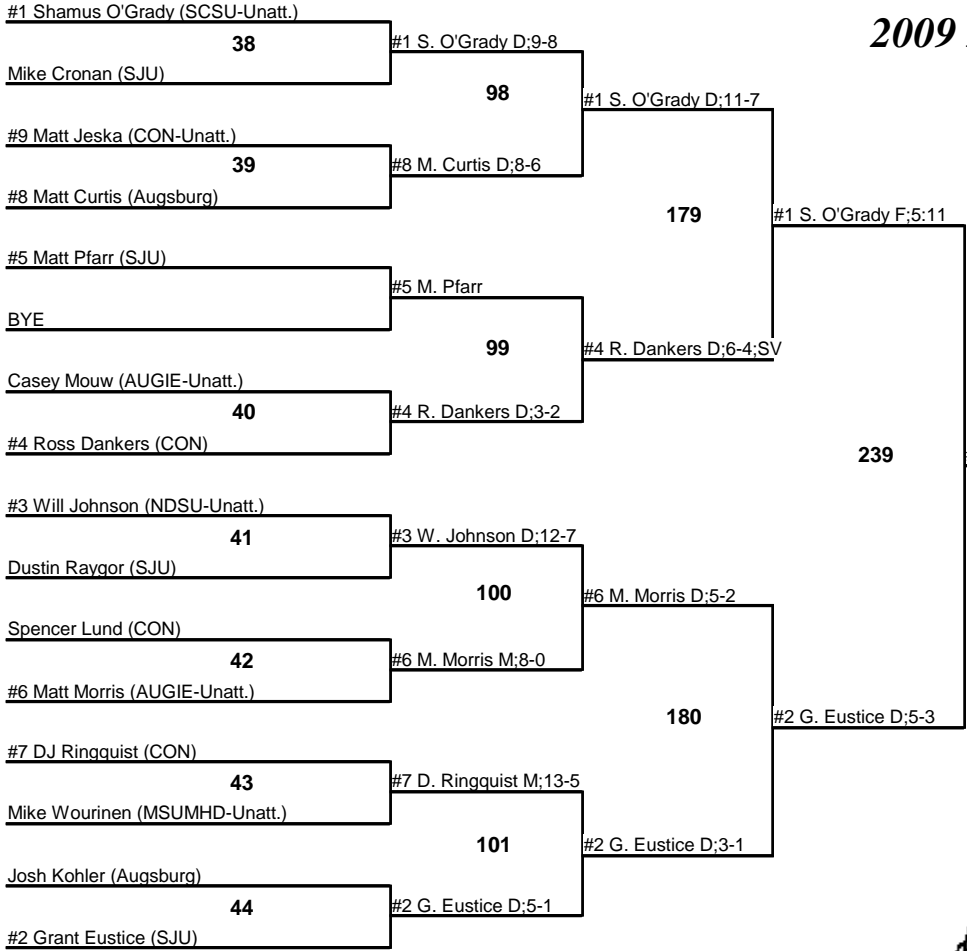 #1 Shamus O'Grady (SCSU-Unatt.)
2009
38
#1 S. O'Grady D;9-8
Mike Cronan (SJU)
98
#1 S. O'Grady D;11-7
#9 Matt Jeska (CON-Unatt.)
39
#8 M. Curtis D;8-6
#8 Matt Curtis (Augsburg)
179
#1 S. O'Grady F;5:11
#5 Matt Pfarr (SJU)
#5 M. Pfarr
BYE
99
#4 R. Dankers D;6-4;SV
Casey Mouw (AUGIE-Unatt.)
40
#4 R. Dankers D;3-2
#4 Ross Dankers (CON)
239
#3 Will Johnson (NDSU-Unatt.)
41
#3 W. Johnson D;12-7
Dustin Raygor (SJU)
100
#6 M. Morris D;5-2
Spencer Lund (CON)
42
#6 M. Morris M;8-0
#6 Matt Morris (AUGIE-Unatt.)
180
#2 G. Eustice D;5-3
#7 DJ Ringquist (CON)
43
#7 D. Ringquist M;13-5
Mike Wourinen (MSUMHD-Unatt.)
101
#2 G. Eustice D;3-1
Josh Kohler (Augsburg)
44
#2 G. Eustice D;5-1
#2 Grant Eustice (SJU)